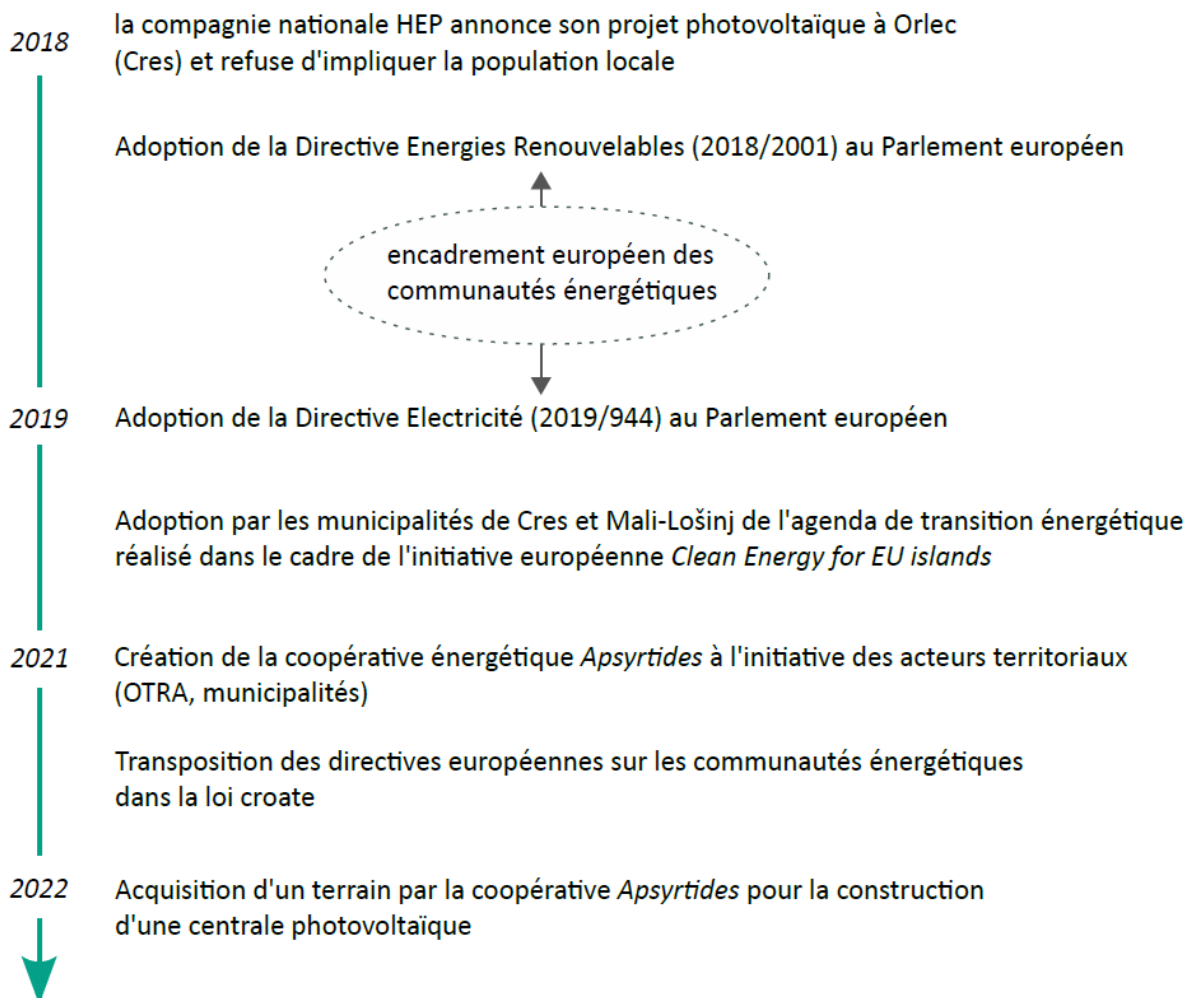 2018
la compagnie nationale HEP annonce son projet photovoltaïque à Orlec
(Cres) et refuse d'impliquer la population locale
Adoption de la Directive Energies Renouvelables (2018/2001) au Parlement européen
encadrement européen des
communautés énergétiques
2019
Adoption de la Directive Electricité (2019/944) au Parlement européen
Adoption par les municipalités de Cres et Mali-Lošinj de l'agenda de transition énergétique
réalisé dans le cadre de l'initiative européenne Clean Energy for EU islands
2021
Création de la coopérative énergétique Apsyrtides à l'initiative des acteurs territoriaux
(OTRA, municipalités)
Transposition des directives européennes sur les communautés énergétiques
dans la loi croate
2022
Acquisition d'un terrain par la coopérative Apsyrtides pour la construction
d'une centrale photovoltaïque